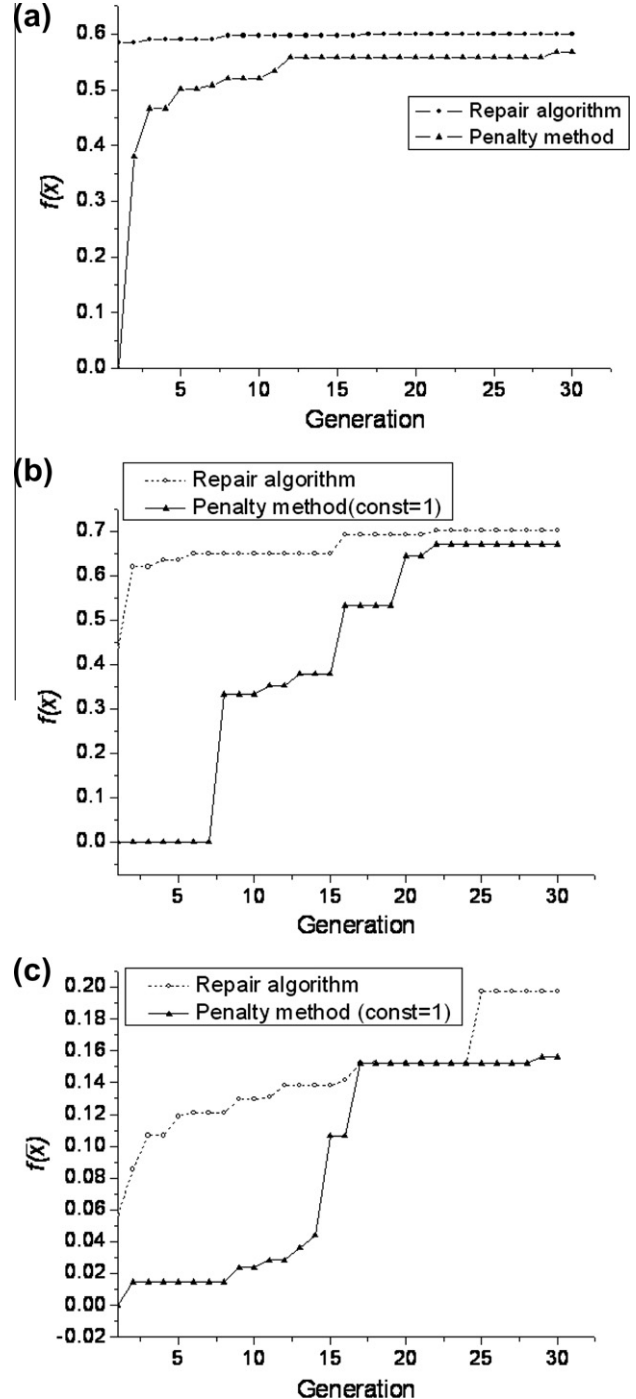 (a)
0.6
0.5
0.4
0.3
0.2
0.1
0.0
f(x̄)
Repair algorithm
Penalty method
5 10 15 20 25 30
Generation
(b)
Repair algorithm
Penalty method(const=1)
0.7
0.6
0.5
0.4
0.3
0.2
0.1
0.0
f(x̄)
5 10 15 20 25 30
Generation
(c)
Repair algorithm
Penalty method (const=1)
0.20
0.18
0.16
0.14
0.12
0.10
0.08
0.06
0.04
0.02
0.00
-0.02
f(x̄)
5 10 15 20 25 30
Generation